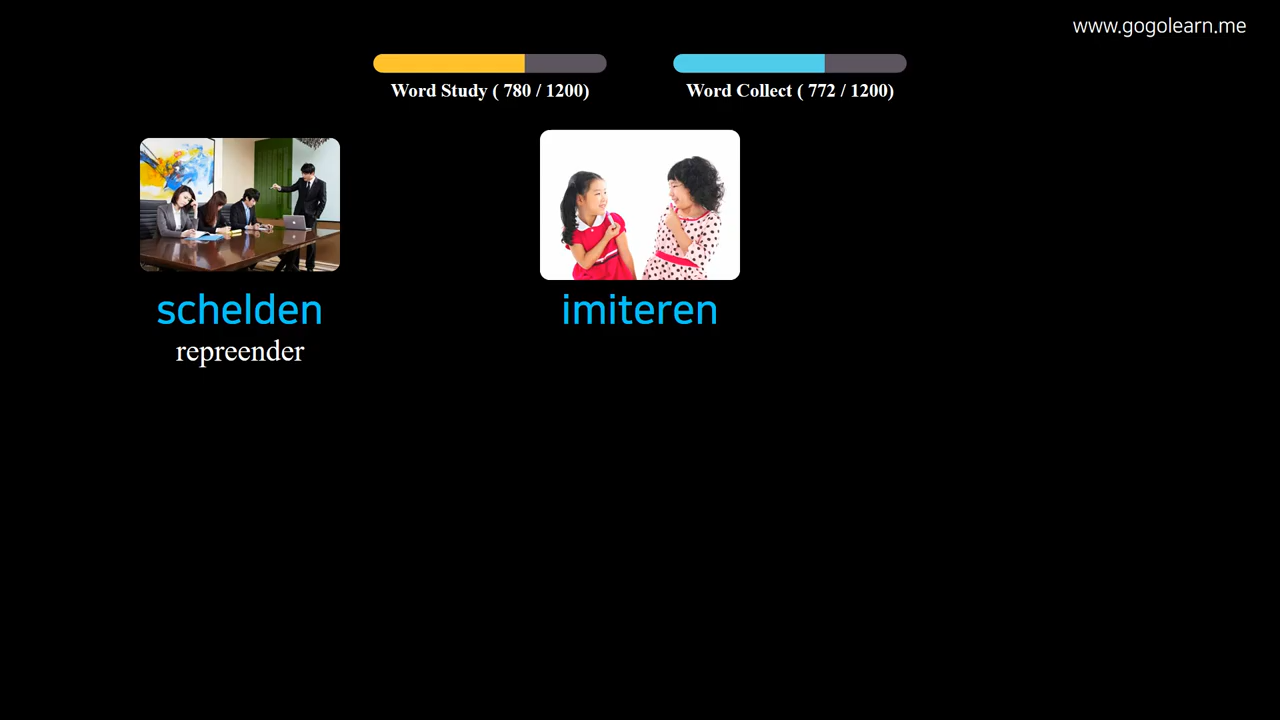 www.gogolearn.me
Word Study ( 780 / 1200)
Word Collect ( 772 / 1200)
schelden
repreender
imiteren